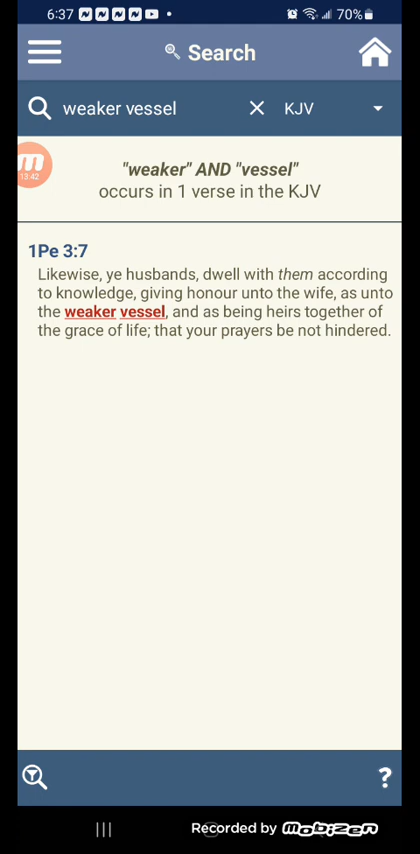 6:37 70%
Search
weaker vessel KJV
"weaker" AND "vessel"
occurs in 1 verse in the KJV
13:42
1Pe 3:7
Likewise, ye husbands, dwell with them according
to knowledge, giving honour unto the wife, as unto
the weaker vessel, and as being heirs together of
the grace of life; that your prayers be not hindered.
?
Recorded by mobizen